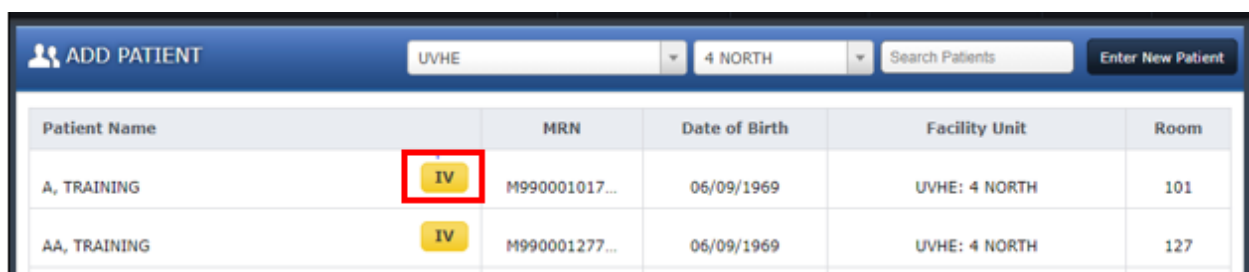 ADD PATIENT UVHE 4 NORTH Search Patients Enter New Patient
Patient Name MRN Date of Birth Facility Unit Room
A, TRAINING IV M990001017... 06/09/1969 UVHE: 4 NORTH 101
AA, TRAINING IV M990001277... 06/09/1969 UVHE: 4 NORTH 127